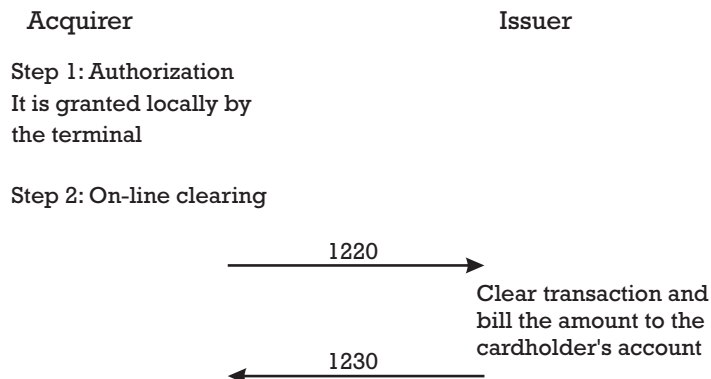 Acquirer
Issuer
Step 1: Authorization
It is granted locally by
the terminal
Step 2: On-line clearing
1220
Clear transaction and
bill the amount to the
cardholder's account
1230